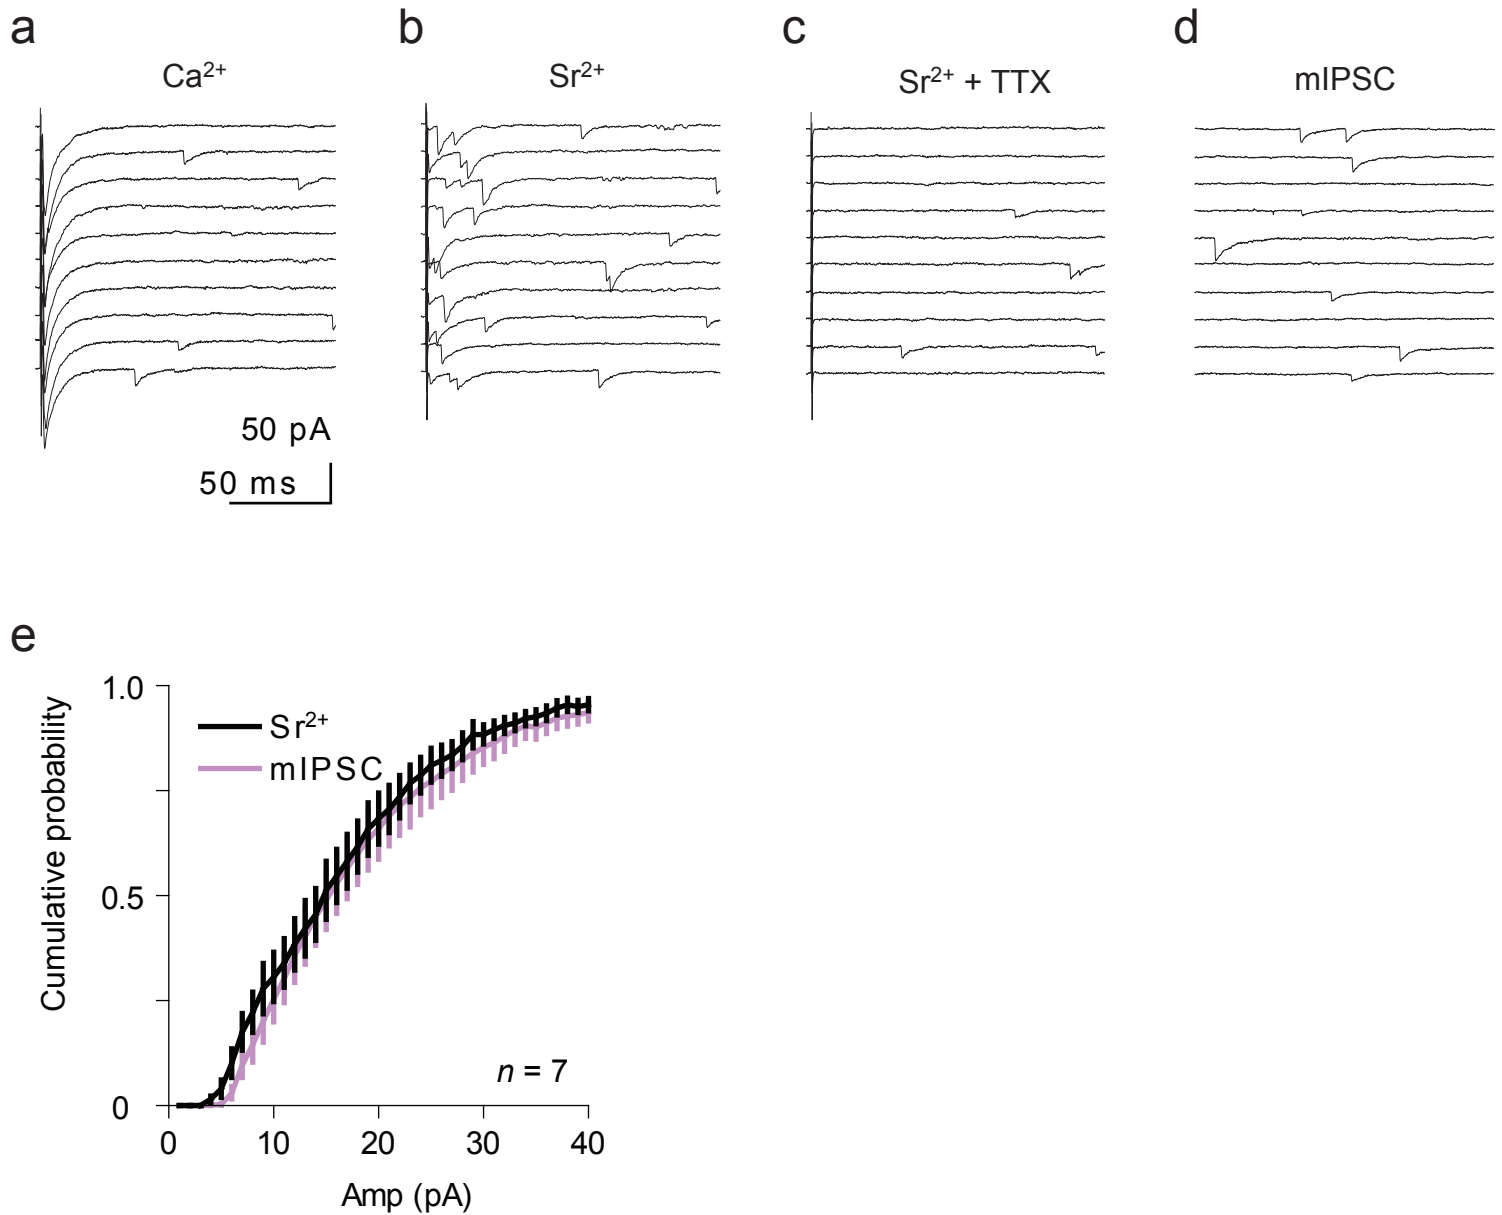 a
b
c
d
Ca²⁺
Sr²⁺
Sr²⁺ + TTX
mIPSC
50 pA
50 ms
e
1.0
0.5
0
Cumulative probability
Sr²⁺
mIPSC
n = 7
0 10 20 30 40
Amp (pA)